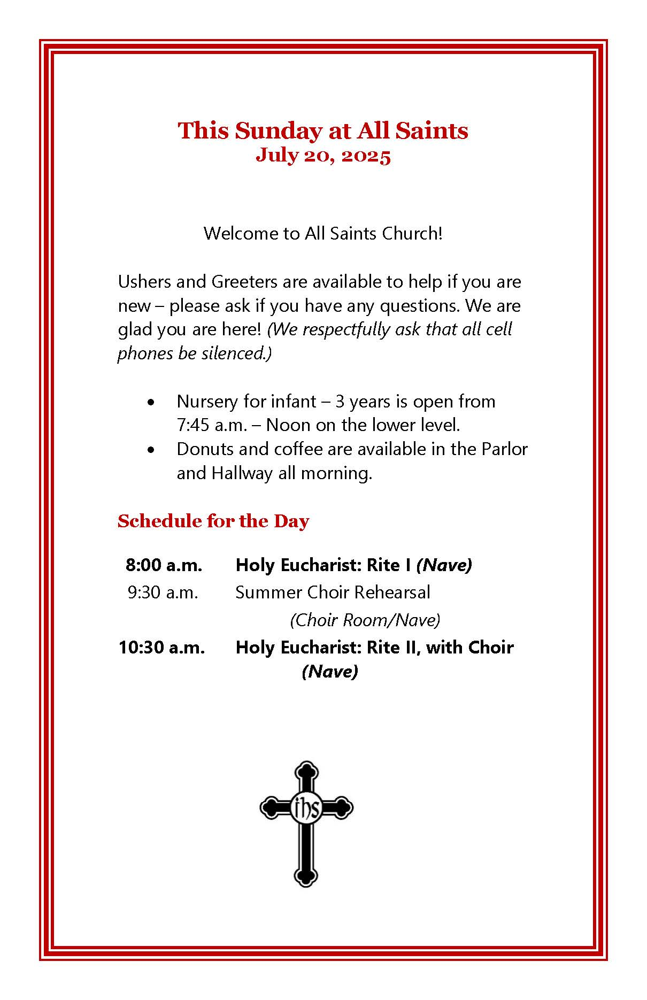 This Sunday at All Saints
July 20, 2025
Welcome to All Saints Church!
Ushers and Greeters are available to help if you are
new – please ask if you have any questions. We are
glad you are here! (We respectfully ask that all cell
phones be silenced.)
• Nursery for infant – 3 years is open from
7:45 a.m. – Noon on the lower level.
• Donuts and coffee are available in the Parlor
and Hallway all morning.
Schedule for the Day
8:00 a.m. Holy Eucharist: Rite I (Nave)
9:30 a.m. Summer Choir Rehearsal
(Choir Room/Nave)
10:30 a.m. Holy Eucharist: Rite II, with Choir
(Nave)
ihs